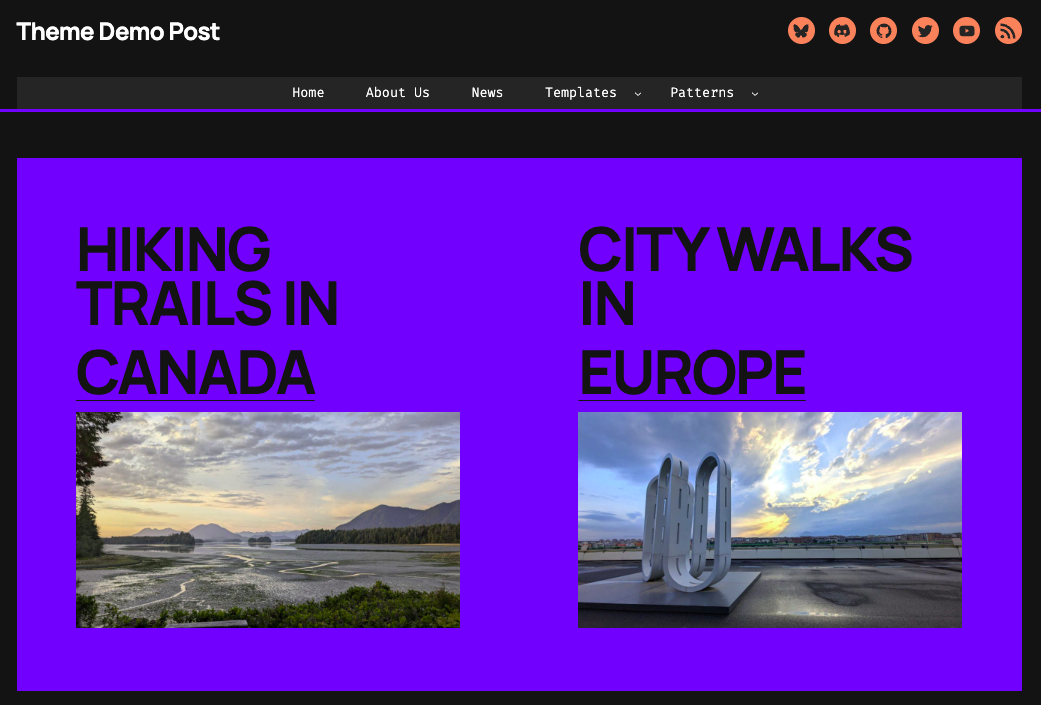 Theme Demo Post
Home About Us News Templates Patterns
HIKING
TRAILS IN
CANADA
CITY WALKS
IN
EUROPE